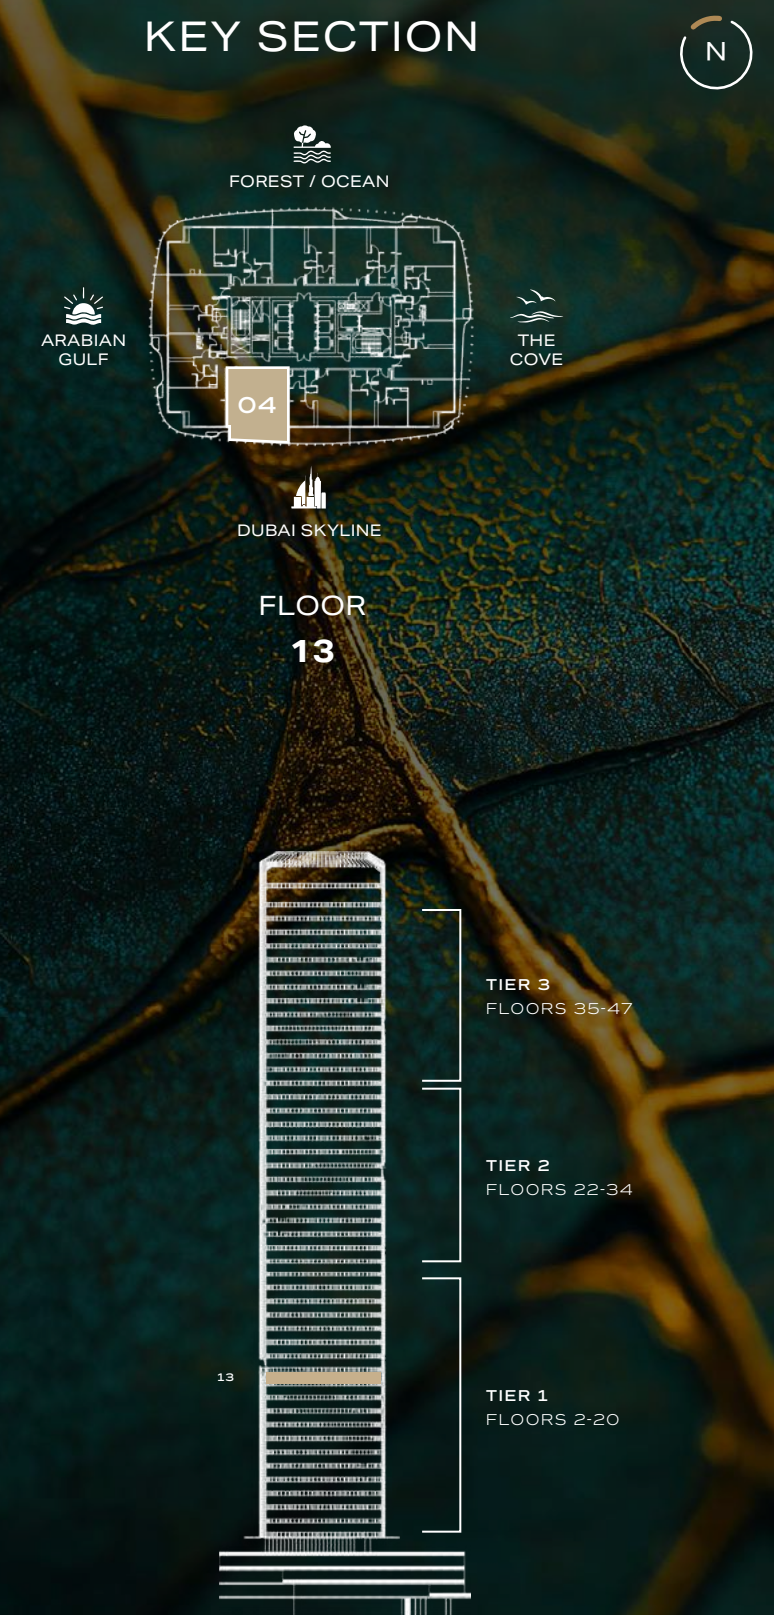 KEY SECTION
N
FOREST / OCEAN
ARABIAN
GULF
THE
COVE
04
DUBAI SKYLINE
FLOOR
13
TIER 3
FLOORS 35-47
TIER 2
FLOORS 22-34
13
TIER 1
FLOORS 2-20